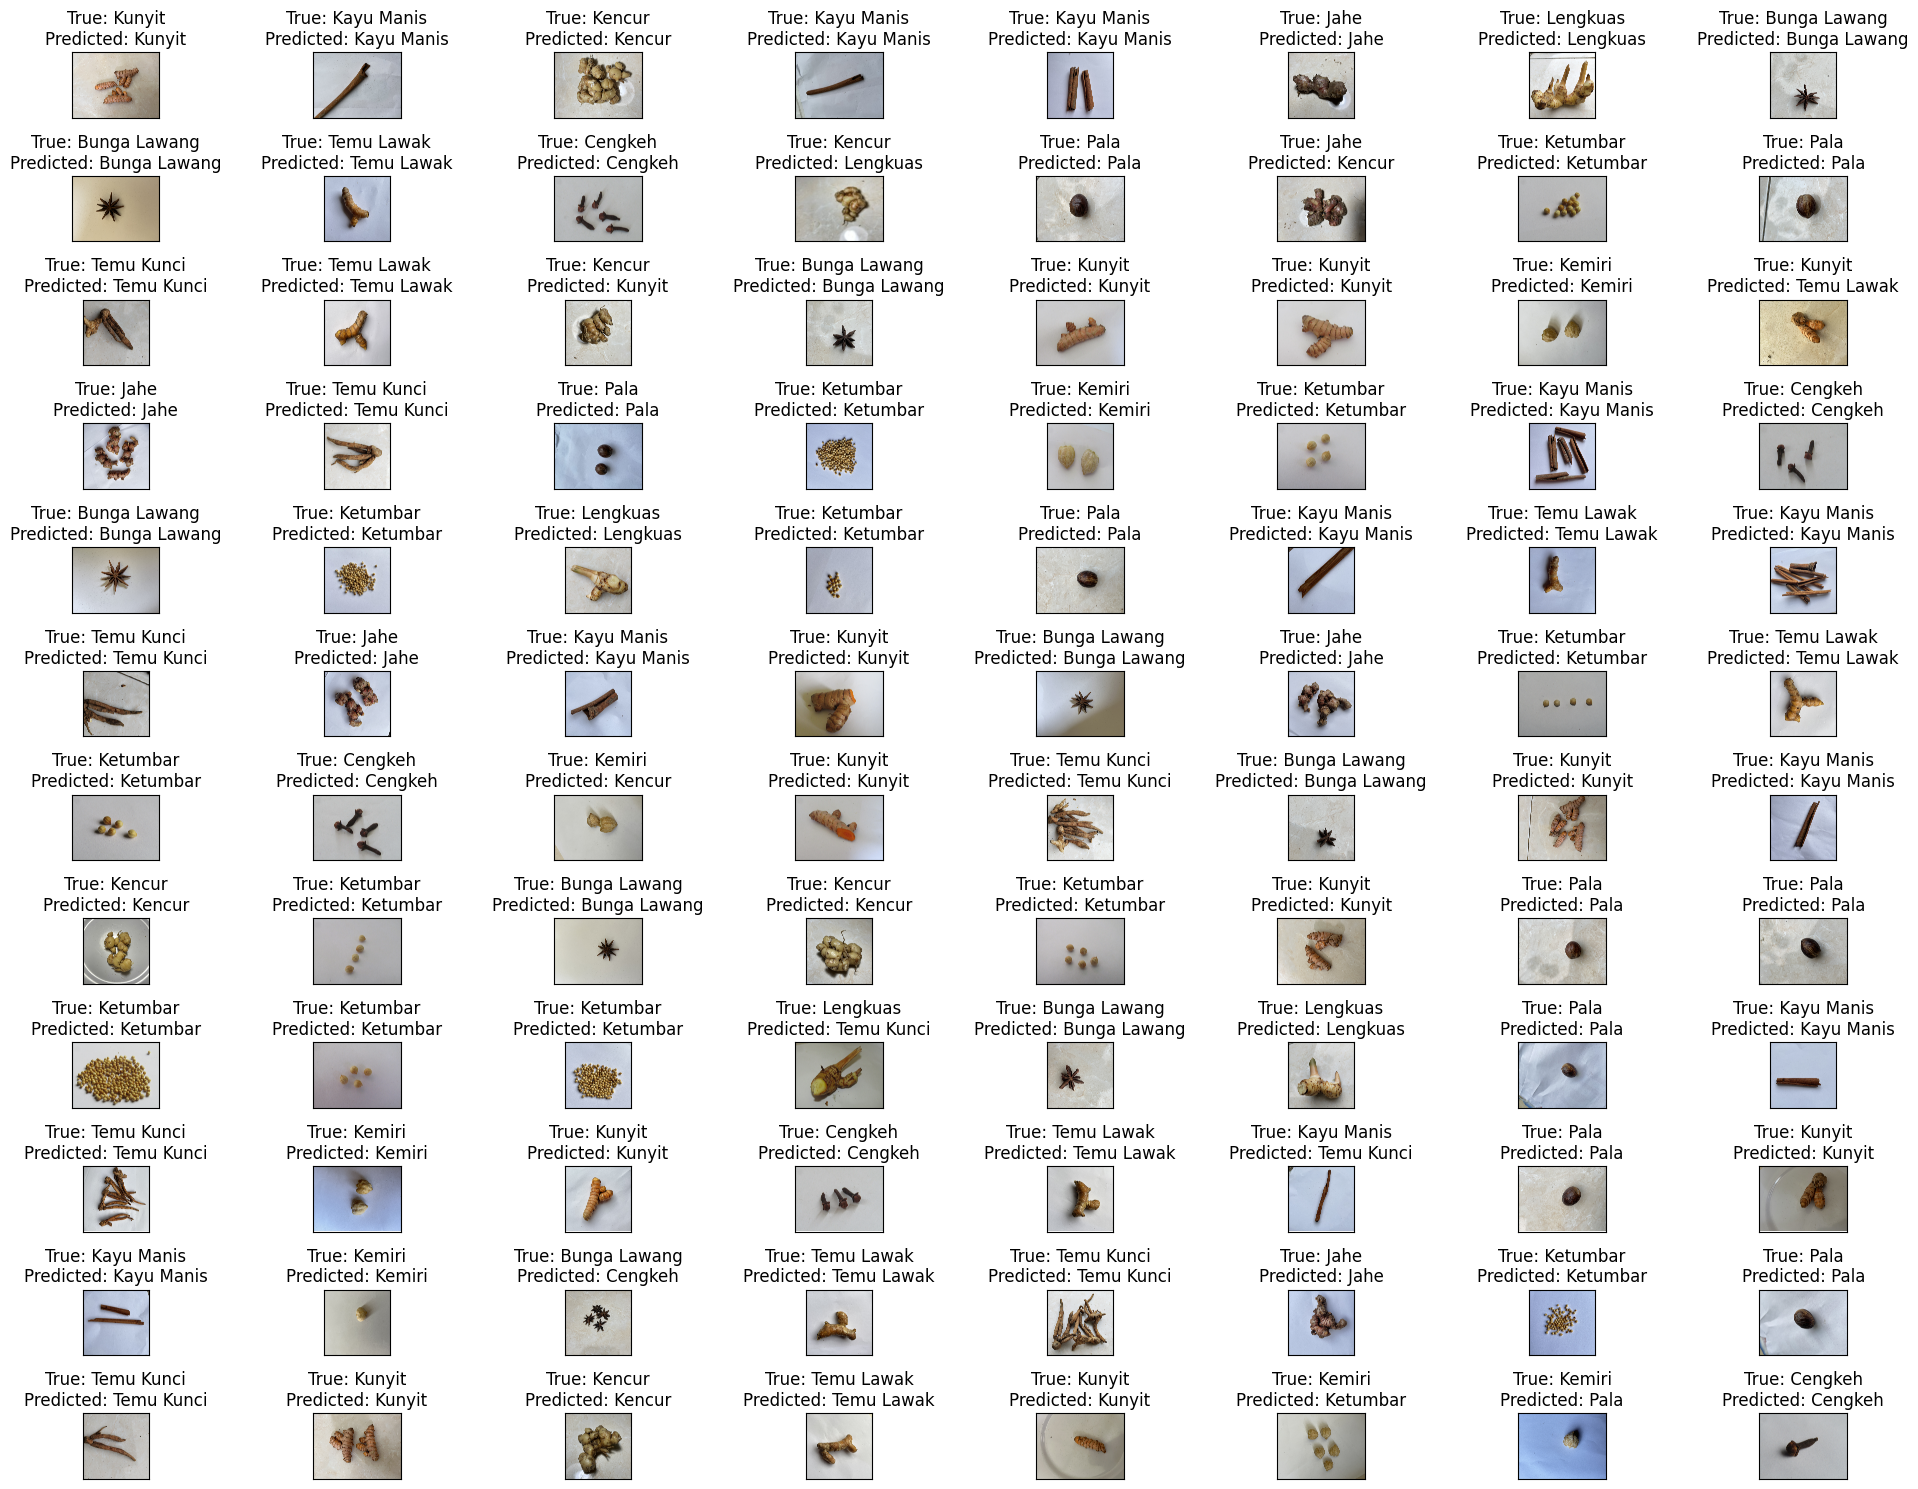 True: Kunyit
Predicted: Kunyit
True: Kayu Manis
Predicted: Kayu Manis
True: Kencur
Predicted: Kencur
True: Kayu Manis
Predicted: Kayu Manis
True: Kayu Manis
Predicted: Kayu Manis
True: Jahe
Predicted: Jahe
True: Lengkuas
Predicted: Lengkuas
True: Bunga Lawang
Predicted: Bunga Lawang
True: Bunga Lawang
Predicted: Bunga Lawang
True: Temu Lawak
Predicted: Temu Lawak
True: Cengkeh
Predicted: Cengkeh
True: Kencur
Predicted: Lengkuas
True: Pala
Predicted: Pala
True: Jahe
Predicted: Kencur
True: Ketumbar
Predicted: Ketumbar
True: Pala
Predicted: Pala
True: Temu Kunci
Predicted: Temu Kunci
True: Temu Lawak
Predicted: Temu Lawak
True: Kencur
Predicted: Kunyit
True: Bunga Lawang
Predicted: Bunga Lawang
True: Kunyit
Predicted: Kunyit
True: Kunyit
Predicted: Kunyit
True: Kemiri
Predicted: Kemiri
True: Kunyit
Predicted: Temu Lawak
True: Jahe
Predicted: Jahe
True: Temu Kunci
Predicted: Temu Kunci
True: Pala
Predicted: Pala
True: Ketumbar
Predicted: Ketumbar
True: Kemiri
Predicted: Kemiri
True: Ketumbar
Predicted: Ketumbar
True: Kayu Manis
Predicted: Kayu Manis
True: Cengkeh
Predicted: Cengkeh
True: Bunga Lawang
Predicted: Bunga Lawang
True: Ketumbar
Predicted: Ketumbar
True: Lengkuas
Predicted: Lengkuas
True: Ketumbar
Predicted: Ketumbar
True: Pala
Predicted: Pala
True: Kayu Manis
Predicted: Kayu Manis
True: Temu Lawak
Predicted: Temu Lawak
True: Kayu Manis
Predicted: Kayu Manis
True: Temu Kunci
Predicted: Temu Kunci
True: Jahe
Predicted: Jahe
True: Kayu Manis
Predicted: Kayu Manis
True: Kunyit
Predicted: Kunyit
True: Bunga Lawang
Predicted: Bunga Lawang
True: Jahe
Predicted: Jahe
True: Ketumbar
Predicted: Ketumbar
True: Temu Lawak
Predicted: Temu Lawak
True: Ketumbar
Predicted: Ketumbar
True: Cengkeh
Predicted: Cengkeh
True: Kemiri
Predicted: Kencur
True: Kunyit
Predicted: Kunyit
True: Temu Kunci
Predicted: Temu Kunci
True: Bunga Lawang
Predicted: Bunga Lawang
True: Kunyit
Predicted: Kunyit
True: Kayu Manis
Predicted: Kayu Manis
True: Kencur
Predicted: Kencur
True: Ketumbar
Predicted: Ketumbar
True: Bunga Lawang
Predicted: Bunga Lawang
True: Kencur
Predicted: Kencur
True: Ketumbar
Predicted: Ketumbar
True: Kunyit
Predicted: Kunyit
True: Pala
Predicted: Pala
True: Pala
Predicted: Pala
True: Ketumbar
Predicted: Ketumbar
True: Ketumbar
Predicted: Ketumbar
True: Ketumbar
Predicted: Ketumbar
True: Lengkuas
Predicted: Temu Kunci
True: Bunga Lawang
Predicted: Bunga Lawang
True: Lengkuas
Predicted: Lengkuas
True: Pala
Predicted: Pala
True: Kayu Manis
Predicted: Kayu Manis
True: Temu Kunci
Predicted: Temu Kunci
True: Kemiri
Predicted: Kemiri
True: Kunyit
Predicted: Kunyit
True: Cengkeh
Predicted: Cengkeh
True: Temu Lawak
Predicted: Temu Lawak
True: Kayu Manis
Predicted: Temu Kunci
True: Pala
Predicted: Pala
True: Kunyit
Predicted: Kunyit
True: Kayu Manis
Predicted: Kayu Manis
True: Kemiri
Predicted: Kemiri
True: Bunga Lawang
Predicted: Cengkeh
True: Temu Lawak
Predicted: Temu Lawak
True: Temu Kunci
Predicted: Temu Kunci
True: Jahe
Predicted: Jahe
True: Ketumbar
Predicted: Ketumbar
True: Pala
Predicted: Pala
True: Temu Kunci
Predicted: Temu Kunci
True: Kunyit
Predicted: Kunyit
True: Kencur
Predicted: Kencur
True: Temu Lawak
Predicted: Temu Lawak
True: Kunyit
Predicted: Kunyit
True: Kemiri
Predicted: Ketumbar
True: Kemiri
Predicted: Pala
True: Cengkeh
Predicted: Cengkeh